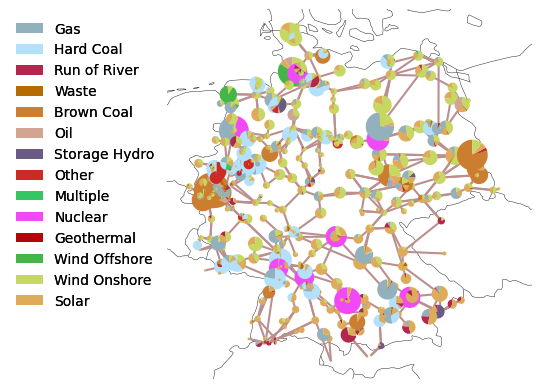 Gas
Hard Coal
Run of River
Waste
Brown Coal
Oil
Storage Hydro
Other
Multiple
Nuclear
Geothermal
Wind Offshore
Wind Onshore
Solar